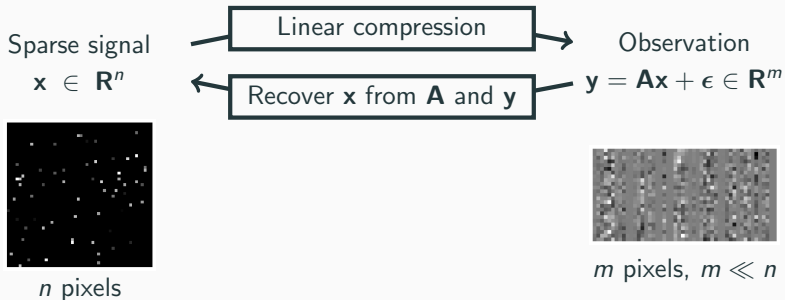 Linear compression
Sparse signal
x ∈ Rⁿ
Observation
y = Ax + ϵ ∈ Rᵐ
Recover x from A and y
n pixels
m pixels, m ≪ n